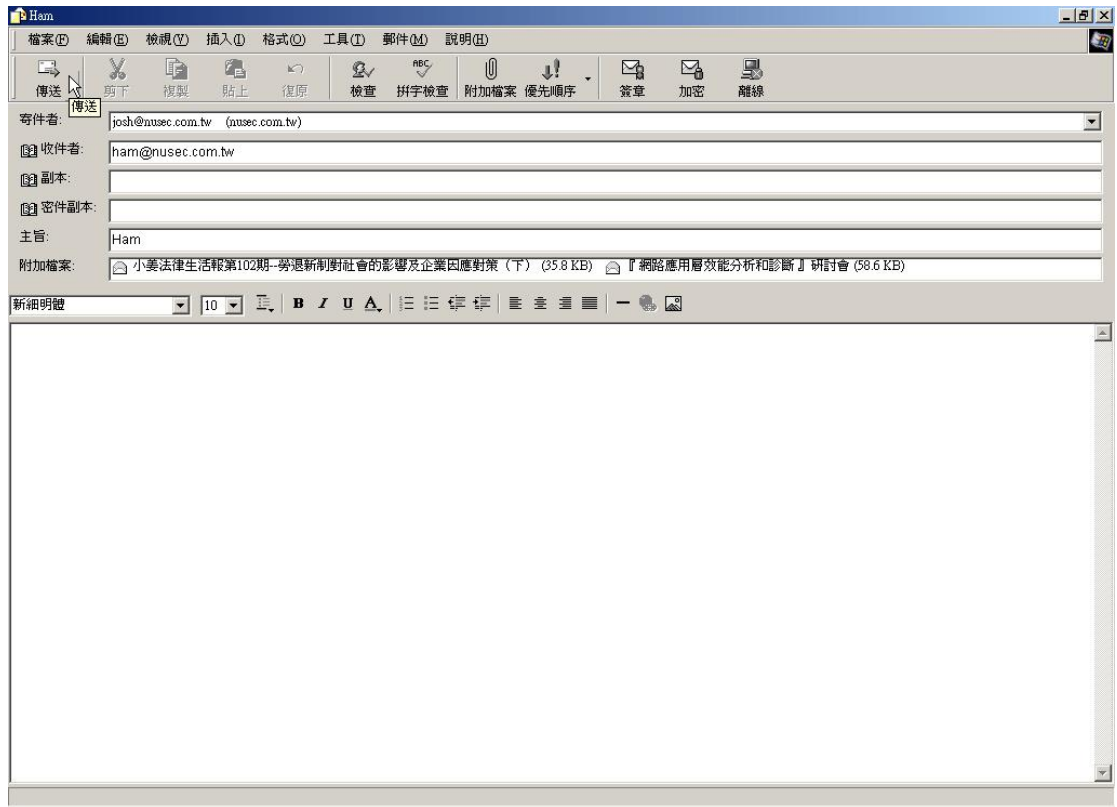 Ham
檔案(F) 編輯(E) 檢視(V) 插入(I) 格式(O) 工具(T) 郵件(M) 說明(H)
傳送 剪下 複製 貼上 復原 檢查 拼字檢查 附加檔案 優先順序 簽章 加密 離線
傳送
寄件者: josh@nusec.com.tw (nusec.com.tw)
收件者: ham@nusec.com.tw
副本:
密件副本:
主旨: Ham
附加檔案: 小姜法律生活報第102期--勞退新制對社會的影響及企業因應對策（下） (35.8 KB) 『網路應用層效能分析和診斷』研討會 (58.6 KB)
新細明體 10 B I U A